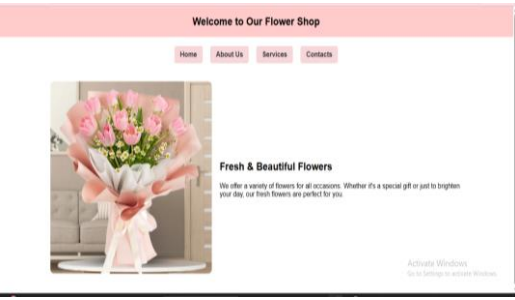 Welcome to Our Flower Shop
Home About Us Services Contacts
Fresh & Beautiful Flowers
We offer a variety of flowers for all occasions. Whether it's a special gift or just to brighten
your day, our fresh flowers are perfect for you.
Activate Windows
Go to Settings to activate Windows.